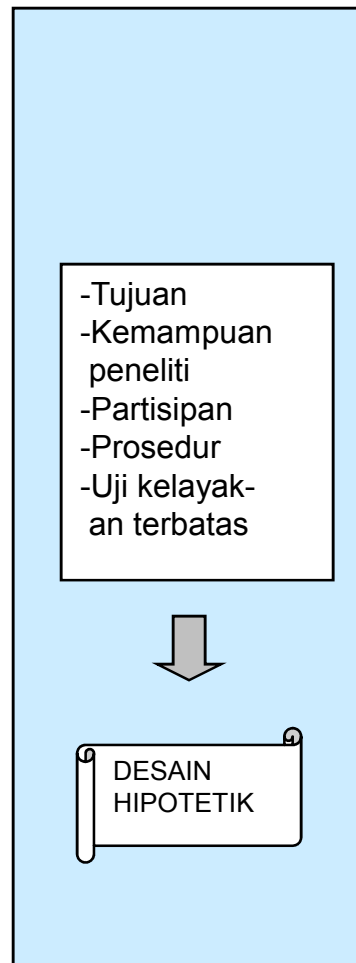 -Tujuan
-Kemampuan
peneliti
-Partisipan
-Prosedur
-Uji kelayak-
an terbatas
DESAIN
HIPOTETIK